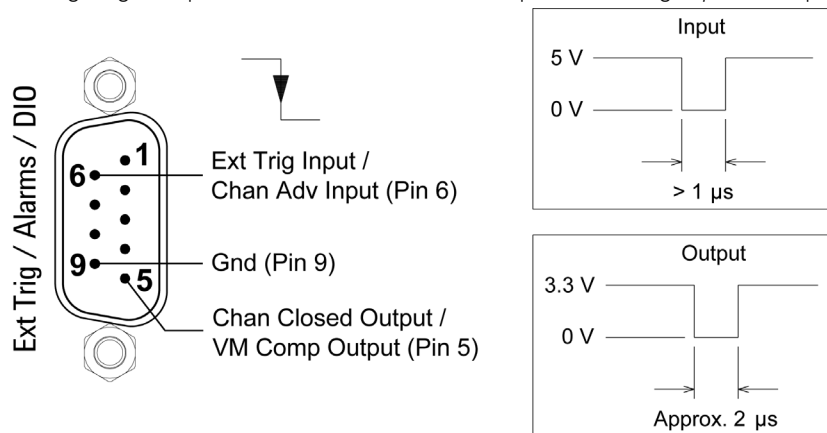 Ext Trig / Alarms / DIO
1
6
9
5
Ext Trig Input /
Chan Adv Input (Pin 6)
Gnd (Pin 9)
Chan Closed Output /
VM Comp Output (Pin 5)
Input
5 V
0 V
> 1 µs
Output
3.3 V
0 V
Approx. 2 µs